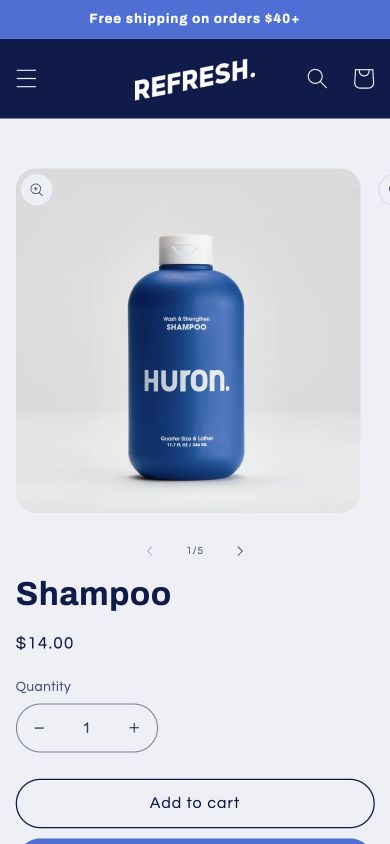 Free shipping on orders $40+
REFRESH.
Wash & Strengthen
SHAMPOO
HURON.
Quarter Size & Lather
11.7 FL OZ / 346 ML
1/5
Shampoo
$14.00
Quantity
− 1 +
Add to cart